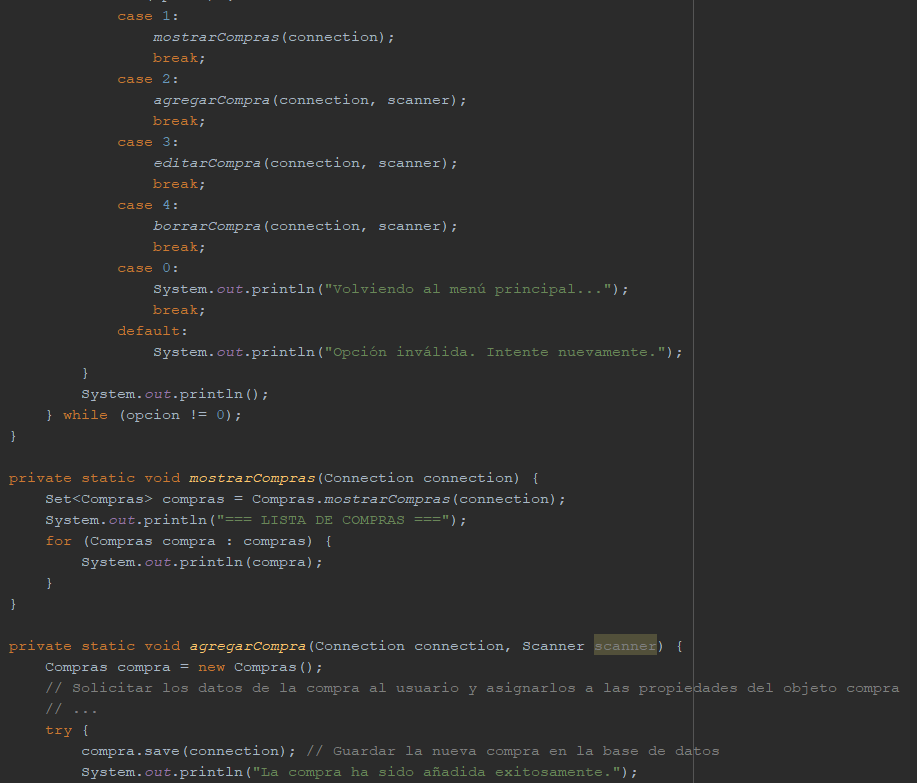 case 1:
mostrarCompras(connection);
break;
case 2:
agregarCompra(connection, scanner);
break;
case 3:
editarCompra(connection, scanner);
break;
case 4:
borrarCompra(connection, scanner);
break;
case 0:
System.out.println("Volviendo al menú principal...");
break;
default:
System.out.println("Opción inválida. Intente nuevamente.");
}
System.out.println();
} while (opcion != 0);
}
private static void mostrarCompras(Connection connection) {
Set<Compras> compras = Compras.mostrarCompras(connection);
System.out.println("=== LISTA DE COMPRAS ===");
for (Compras compra : compras) {
System.out.println(compra);
}
}
private static void agregarCompra(Connection connection, Scanner scanner) {
Compras compra = new Compras();
// Solicitar los datos de la compra al usuario y asignarlos a las propiedades del objeto compra
// ...
try {
compra.save(connection); // Guardar la nueva compra en la base de datos
System.out.println("La compra ha sido añadida exitosamente.");